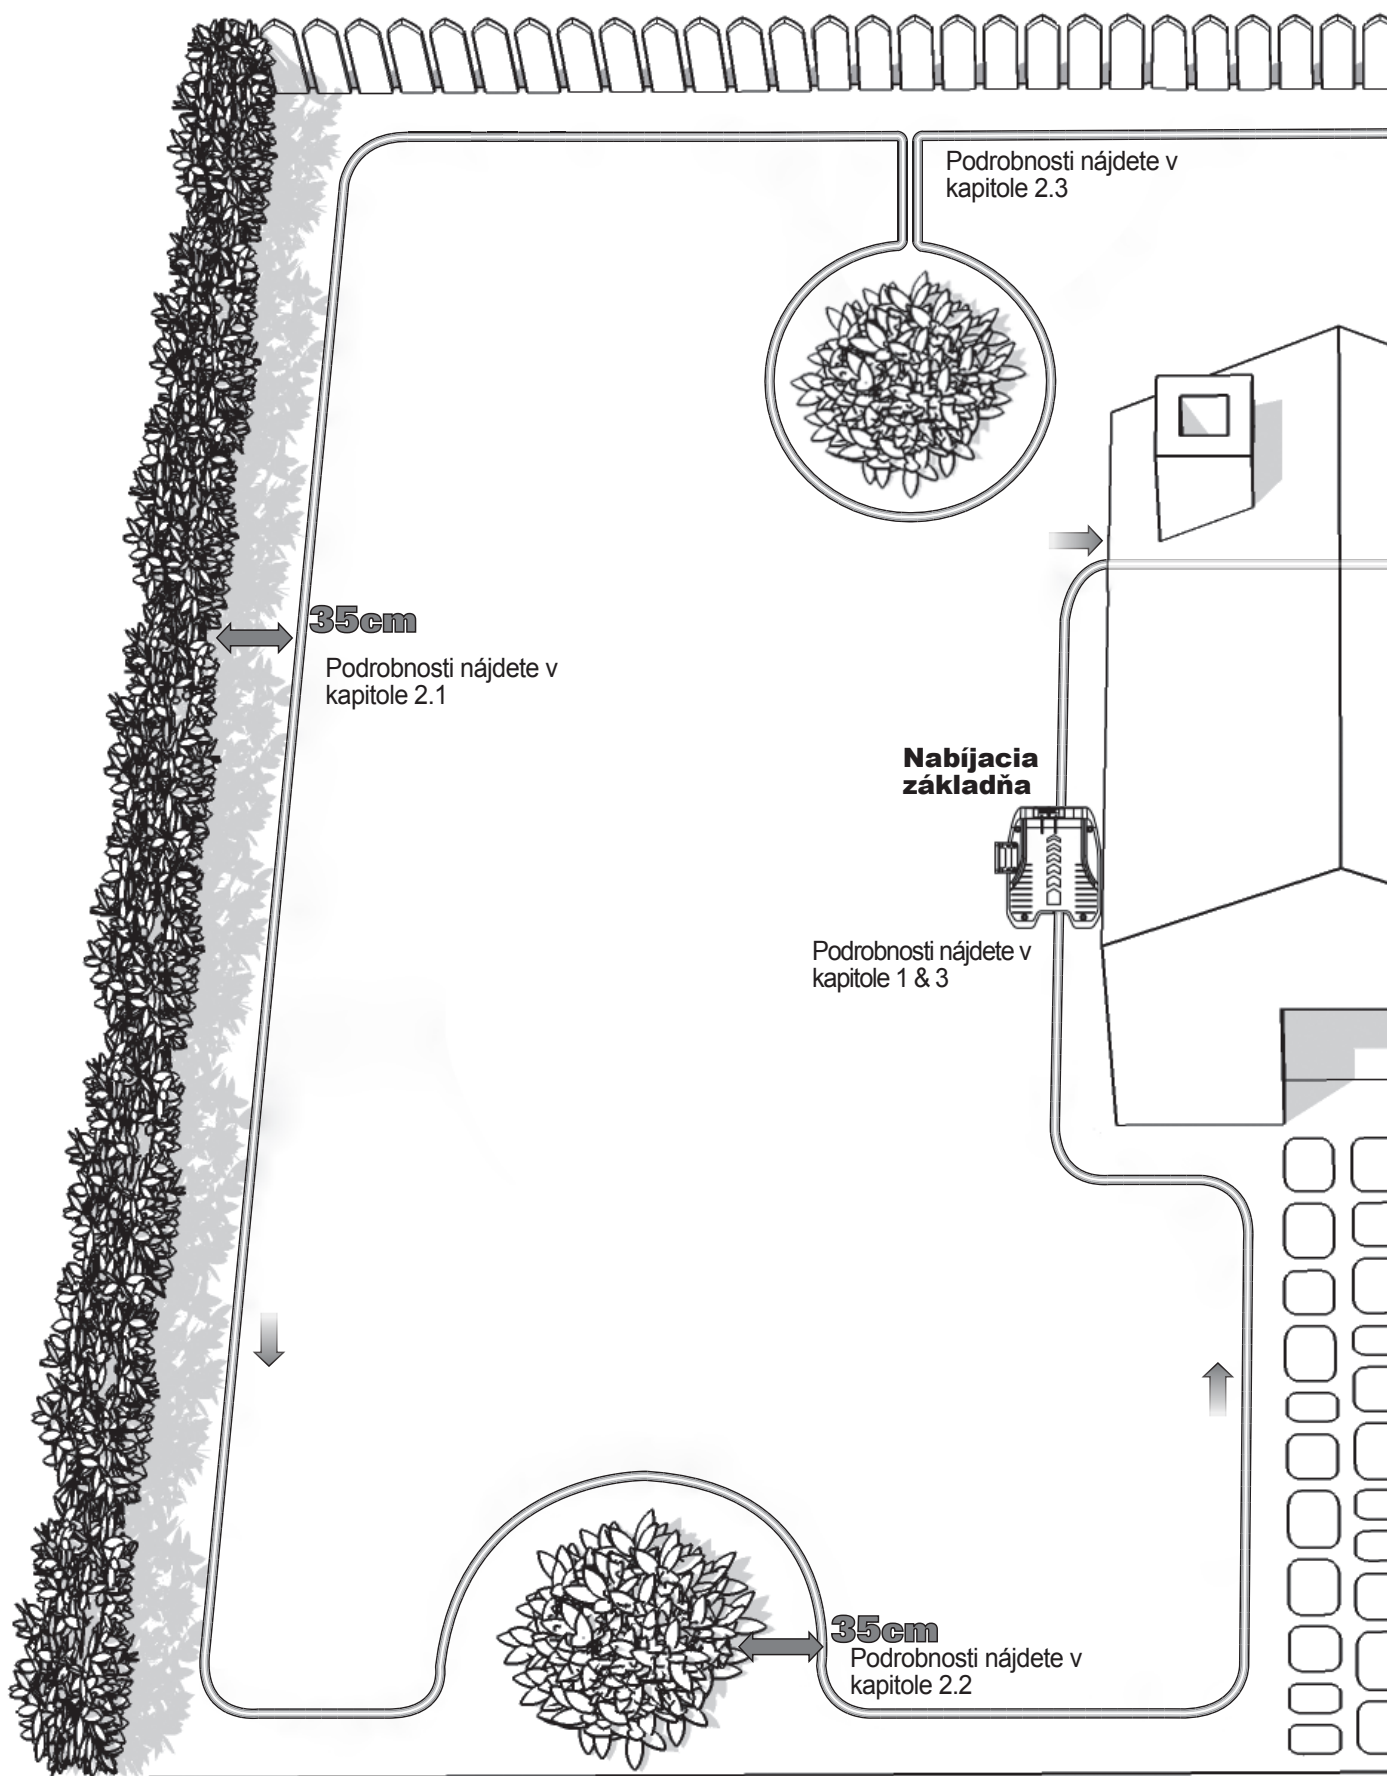 Podrobnosti nájdete v
kapitole 2.3
35cm
Podrobnosti nájdete v
kapitole 2.1
Nabíjacia
základňa
Podrobnosti nájdete v
kapitole 1 & 3
35cm
Podrobnosti nájdete v
kapitole 2.2